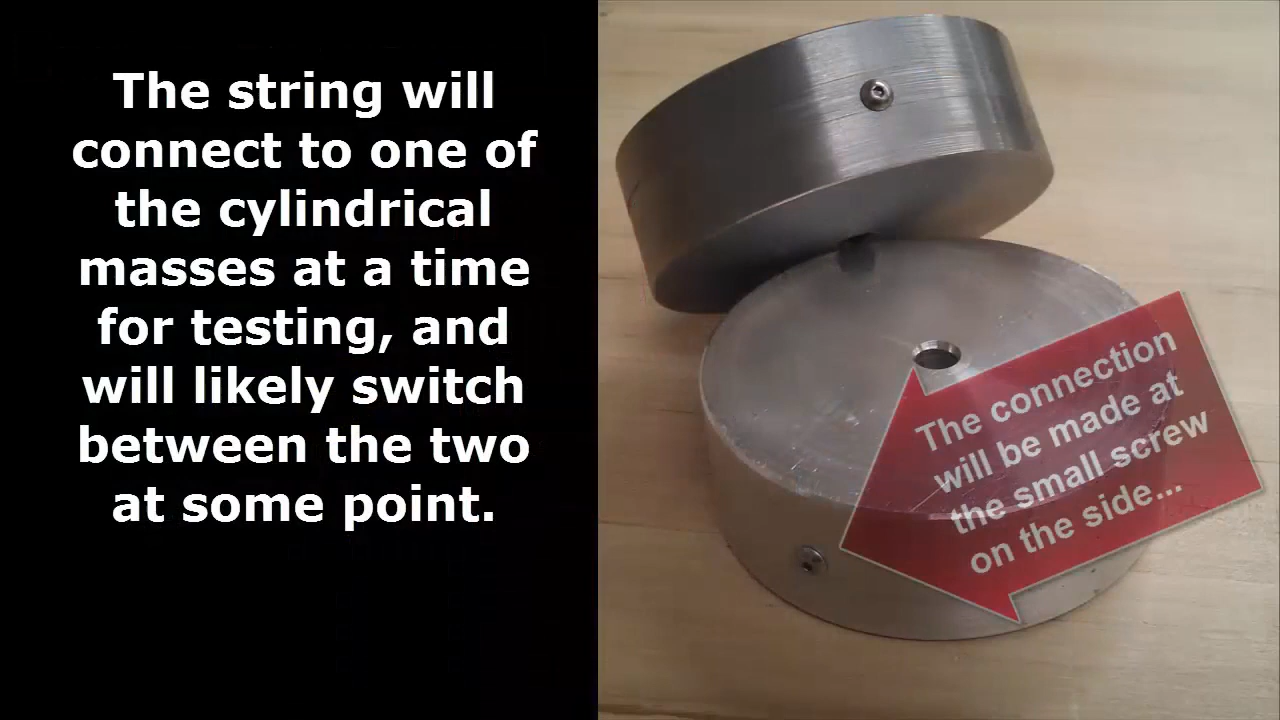 The string will
connect to one of
the cylindrical
masses at a time
for testing, and
will likely switch
between the two
at some point.
The connection
will be made at
the small screw
on the side...